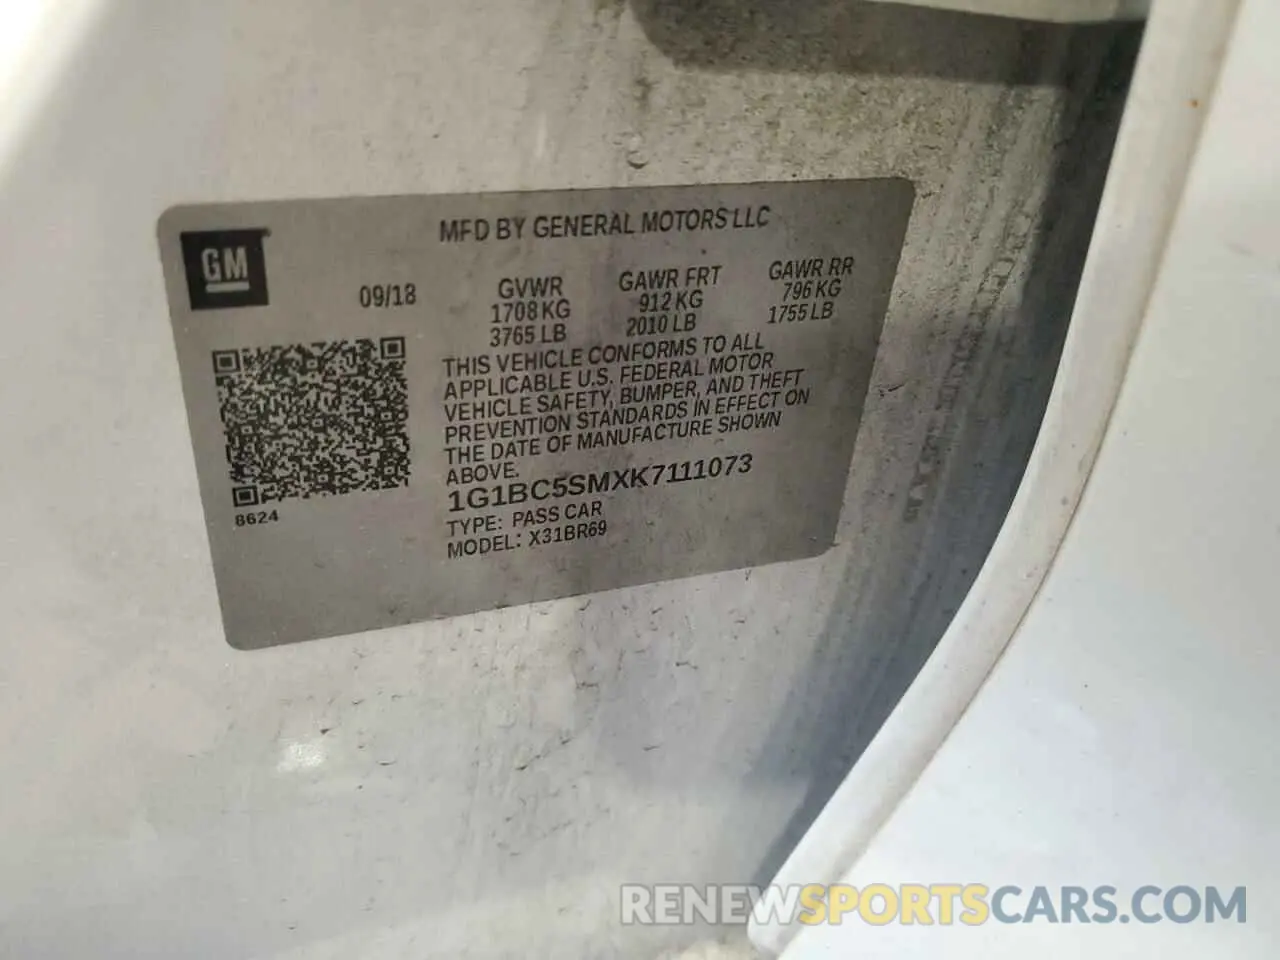 MFD BY GENERAL MOTORS LLC
GM
09/18
GVWR
1708 KG
3765 LB
GAWR FRT
912 KG
2010 LB
GAWR RR
796 KG
1755 LB
THIS VEHICLE CONFORMS TO ALL
APPLICABLE U.S. FEDERAL MOTOR
VEHICLE SAFETY, BUMPER, AND THEFT
PREVENTION STANDARDS IN EFFECT ON
THE DATE OF MANUFACTURE SHOWN
ABOVE.
1G1BC5SMXK7111073
TYPE: PASS CAR
MODEL: X31BR69
8624
RENEWSPORTSCARS.COM